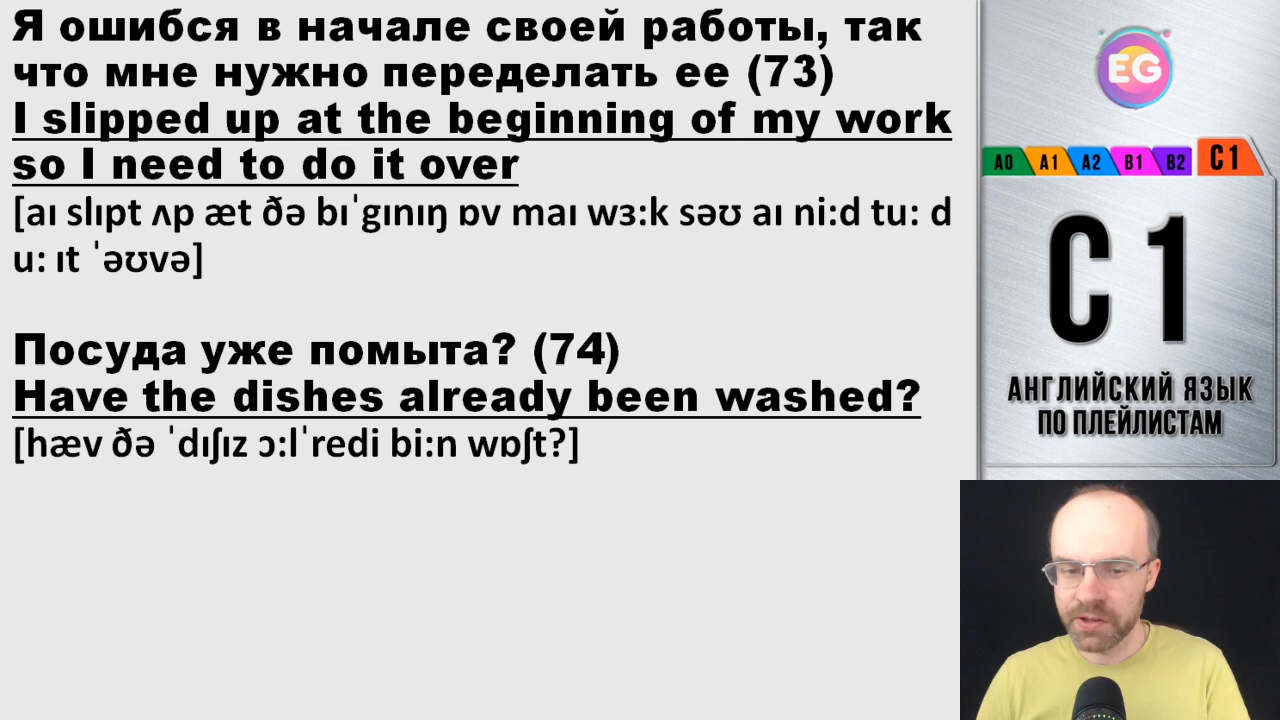 Я ошибся в начале своей работы, так
что мне нужно переделать ее (73)
I slipped up at the beginning of my work
so I need to do it over
[aɪ slɪpt ʌp æt ðə bɪˈgɪnɪŋ ɒv maɪ wɜːk səʊ aɪ niːd tuː d
uː ɪt ˈəʊvə]
Посуда уже помыта? (74)
Have the dishes already been washed?
[hæv ðə ˈdɪʃɪz ɔːlˈredi biːn wɒʃt?]
EG
A0 A1 A2 B1 B2 C1
C1
АНГЛИЙСКИЙ ЯЗЫК
ПО ПЛЕЙЛИСТАМ